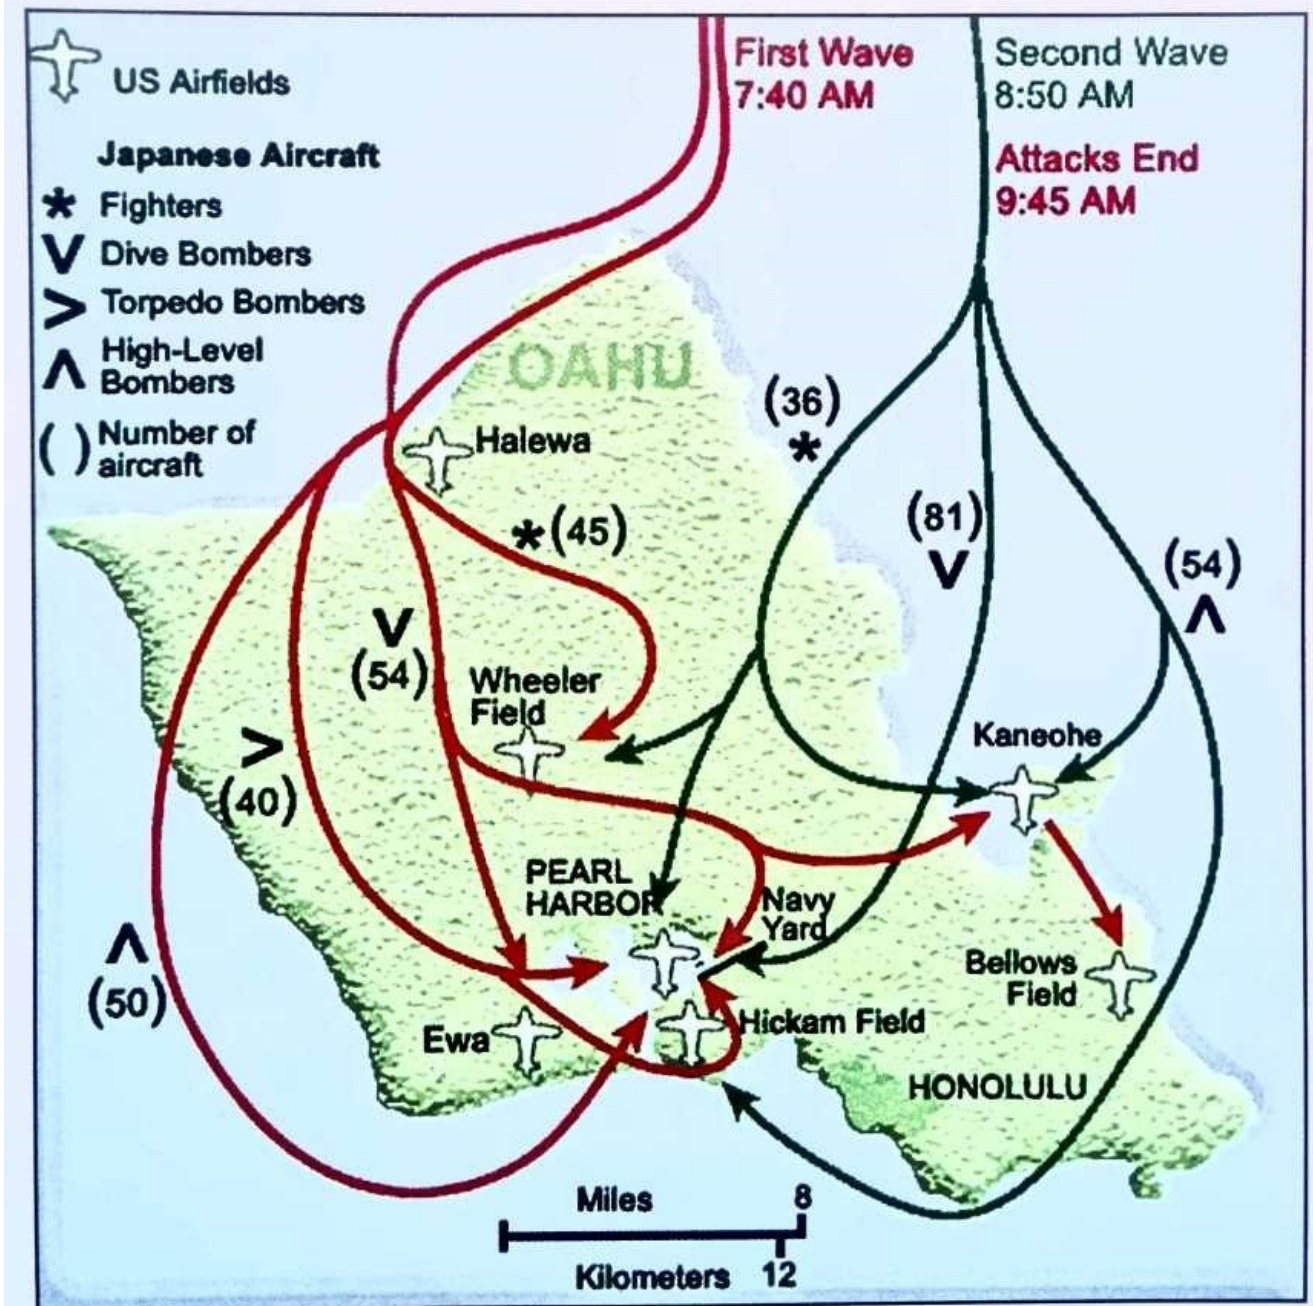 US Airfields
Japanese Aircraft
* Fighters
V Dive Bombers
> Torpedo Bombers
Λ High-Level
Bombers
( ) Number of
aircraft
First Wave
7:40 AM
Second Wave
8:50 AM
Attacks End
9:45 AM
OAHU
(36)
*
Halewa
* (45)
(81)
V
(54)
Λ
V
(54)
Wheeler
Field
>
(40)
Kaneohe
PEARL
HARBOR
Navy
Yard
Λ
(50)
Bellows
Field
Ewa
Hickam Field
HONOLULU
Miles 8
Kilometers 12